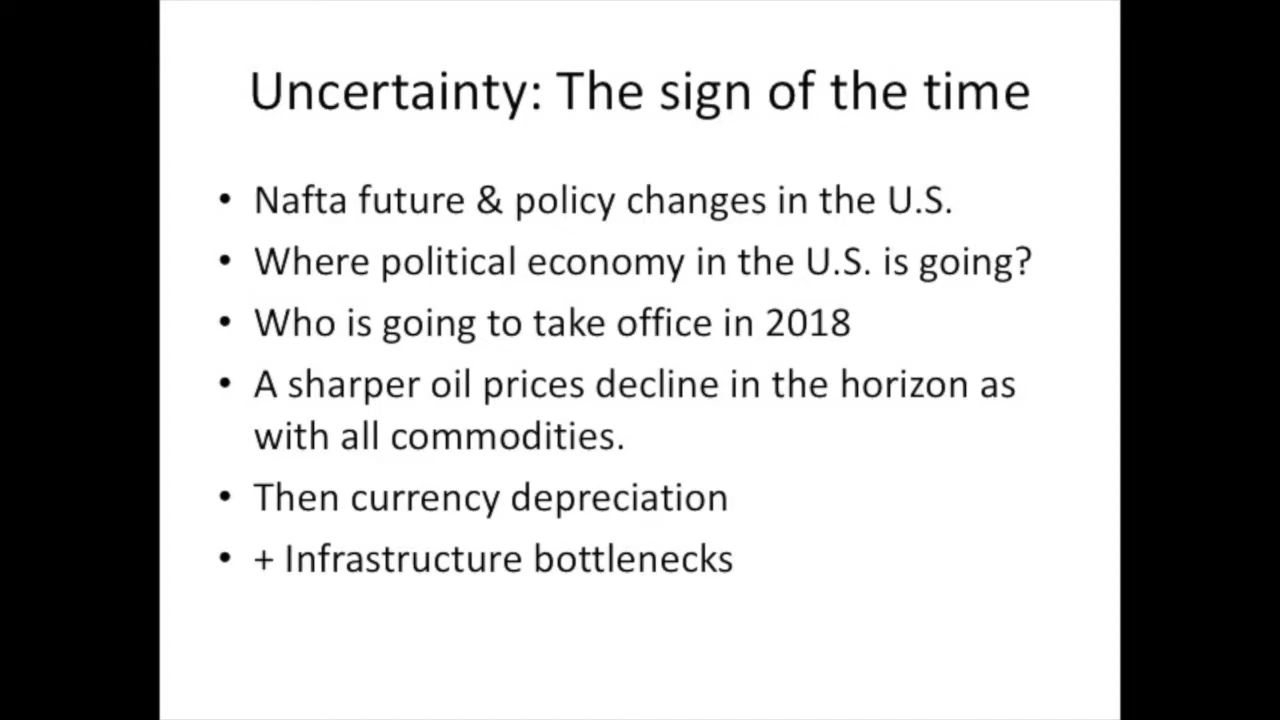 Uncertainty: The sign of the time
• Nafta future & policy changes in the U.S.
• Where political economy in the U.S. is going?
• Who is going to take office in 2018
• A sharper oil prices decline in the horizon as
with all commodities.
• Then currency depreciation
• + Infrastructure bottlenecks